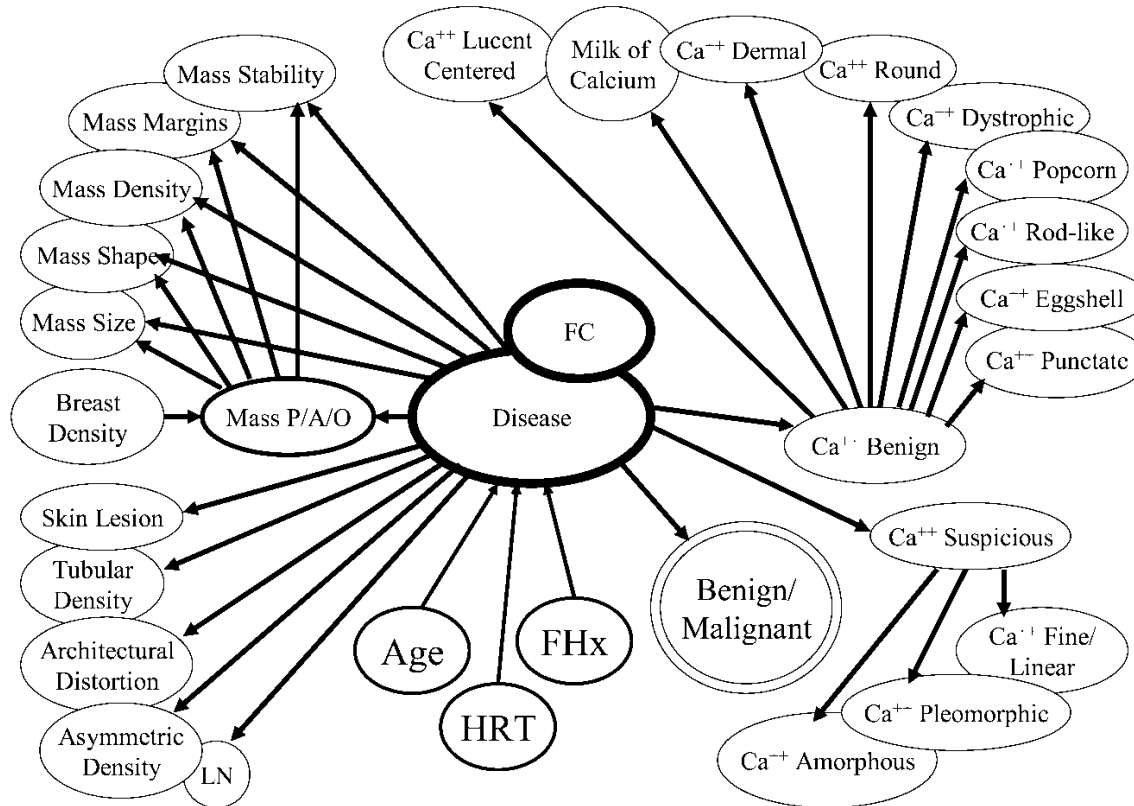 Ca⁺⁺ Lucent
Centered
Milk of
Calcium
Ca⁺⁺ Dermal
Ca⁺⁺ Round
Mass Stability
Mass Margins
Ca⁺⁺ Dystrophic
Ca⁺⁺ Popcorn
Mass Density
Ca⁺⁺ Rod-like
Mass Shape
Ca⁺⁺ Eggshell
Mass Size
FC
Ca⁺⁺ Punctate
Breast
Density
Mass P/A/O
Disease
Ca⁺⁺ Benign
Skin Lesion
Ca⁺⁺ Suspicious
Tubular
Density
Benign/
Malignant
Architectural
Distortion
Age
FHx
Ca⁺⁺ Fine/
Linear
HRT
Ca⁺⁺ Pleomorphic
Asymmetric
Density
LN
Ca⁺⁺ Amorphous